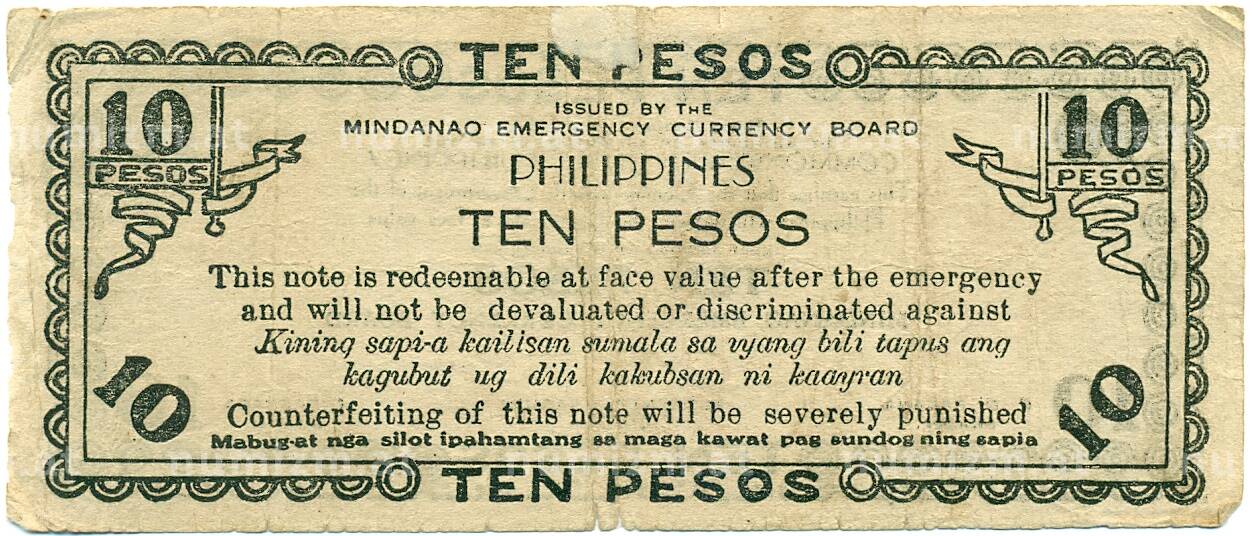 TEN PESOS
10 PESOS
10 PESOS
ISSUED BY THE
MINDANAO EMERGENCY CURRENCY BOARD
PHILIPPINES
TEN PESOS
This note is redeemable at face value after the emergency
and will not be devaluated or discriminated against
Kining sapi-a kailisan sumala sa vyang bili tapus ang
kagubut ug dili kakubsan ni kaayran
10
10
Counterfeiting of this note will be severely punished
Mabug-at nga silot ipahamtang sa maga kawat pag sundog ning sapia
TEN PESOS
numizm.at